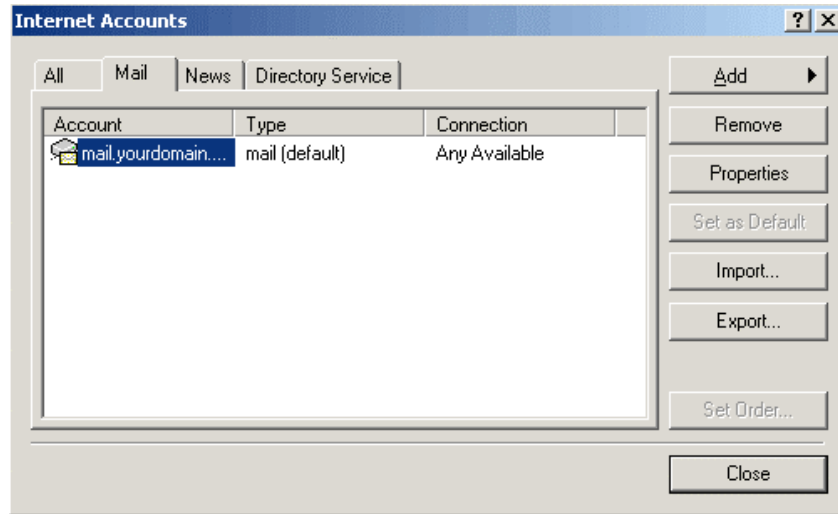 Internet Accounts
All Mail News Directory Service
Account Type Connection
mail.yourdomain.... mail (default) Any Available
Add
Remove
Properties
Set as Default
Import...
Export...
Set Order...
Close